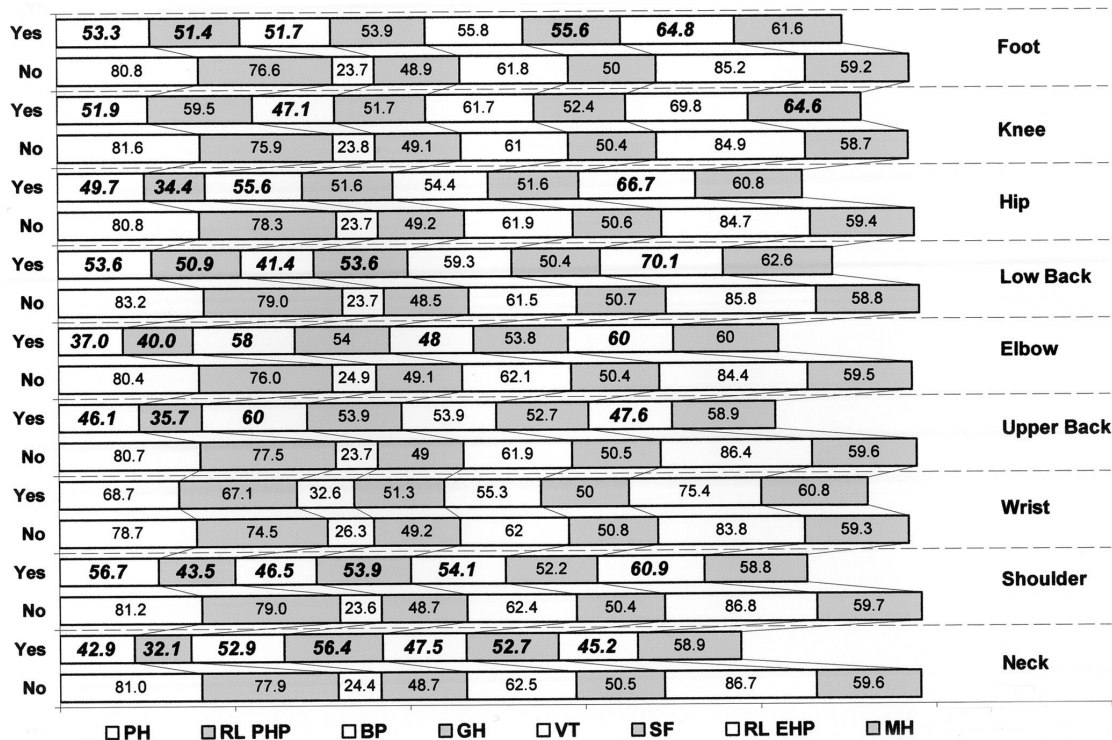 Yes 53.3 51.4 51.7 53.9 55.8 55.6 64.8 61.6
Foot
No 80.8 76.6 23.7 48.9 61.8 50 85.2 59.2
Yes 51.9 59.5 47.1 51.7 61.7 52.4 69.8 64.6
Knee
No 81.6 75.9 23.8 49.1 61 50.4 84.9 58.7
Yes 49.7 34.4 55.6 51.6 54.4 51.6 66.7 60.8
Hip
No 80.8 78.3 23.7 49.2 61.9 50.6 84.7 59.4
Yes 53.6 50.9 41.4 53.6 59.3 50.4 70.1 62.6
Low Back
No 83.2 79.0 23.7 48.5 61.5 50.7 85.8 58.8
Yes 37.0 40.0 58 54 48 53.8 60 60
Elbow
No 80.4 76.0 24.9 49.1 62.1 50.4 84.4 59.5
Yes 46.1 35.7 60 53.9 53.9 52.7 47.6 58.9
Upper Back
No 80.7 77.5 23.7 49 61.9 50.5 86.4 59.6
Yes 68.7 67.1 32.6 51.3 55.3 50 75.4 60.8
Wrist
No 78.7 74.5 26.3 49.2 62 50.8 83.8 59.3
Yes 56.7 43.5 46.5 53.9 54.1 52.2 60.9 58.8
Shoulder
No 81.2 79.0 23.6 48.7 62.4 50.4 86.8 59.7
Yes 42.9 32.1 52.9 56.4 47.5 52.7 45.2 58.9
Neck
No 81.0 77.9 24.4 48.7 62.5 50.5 86.7 59.6
PH RL PHP BP GH VT SF RL EHP MH